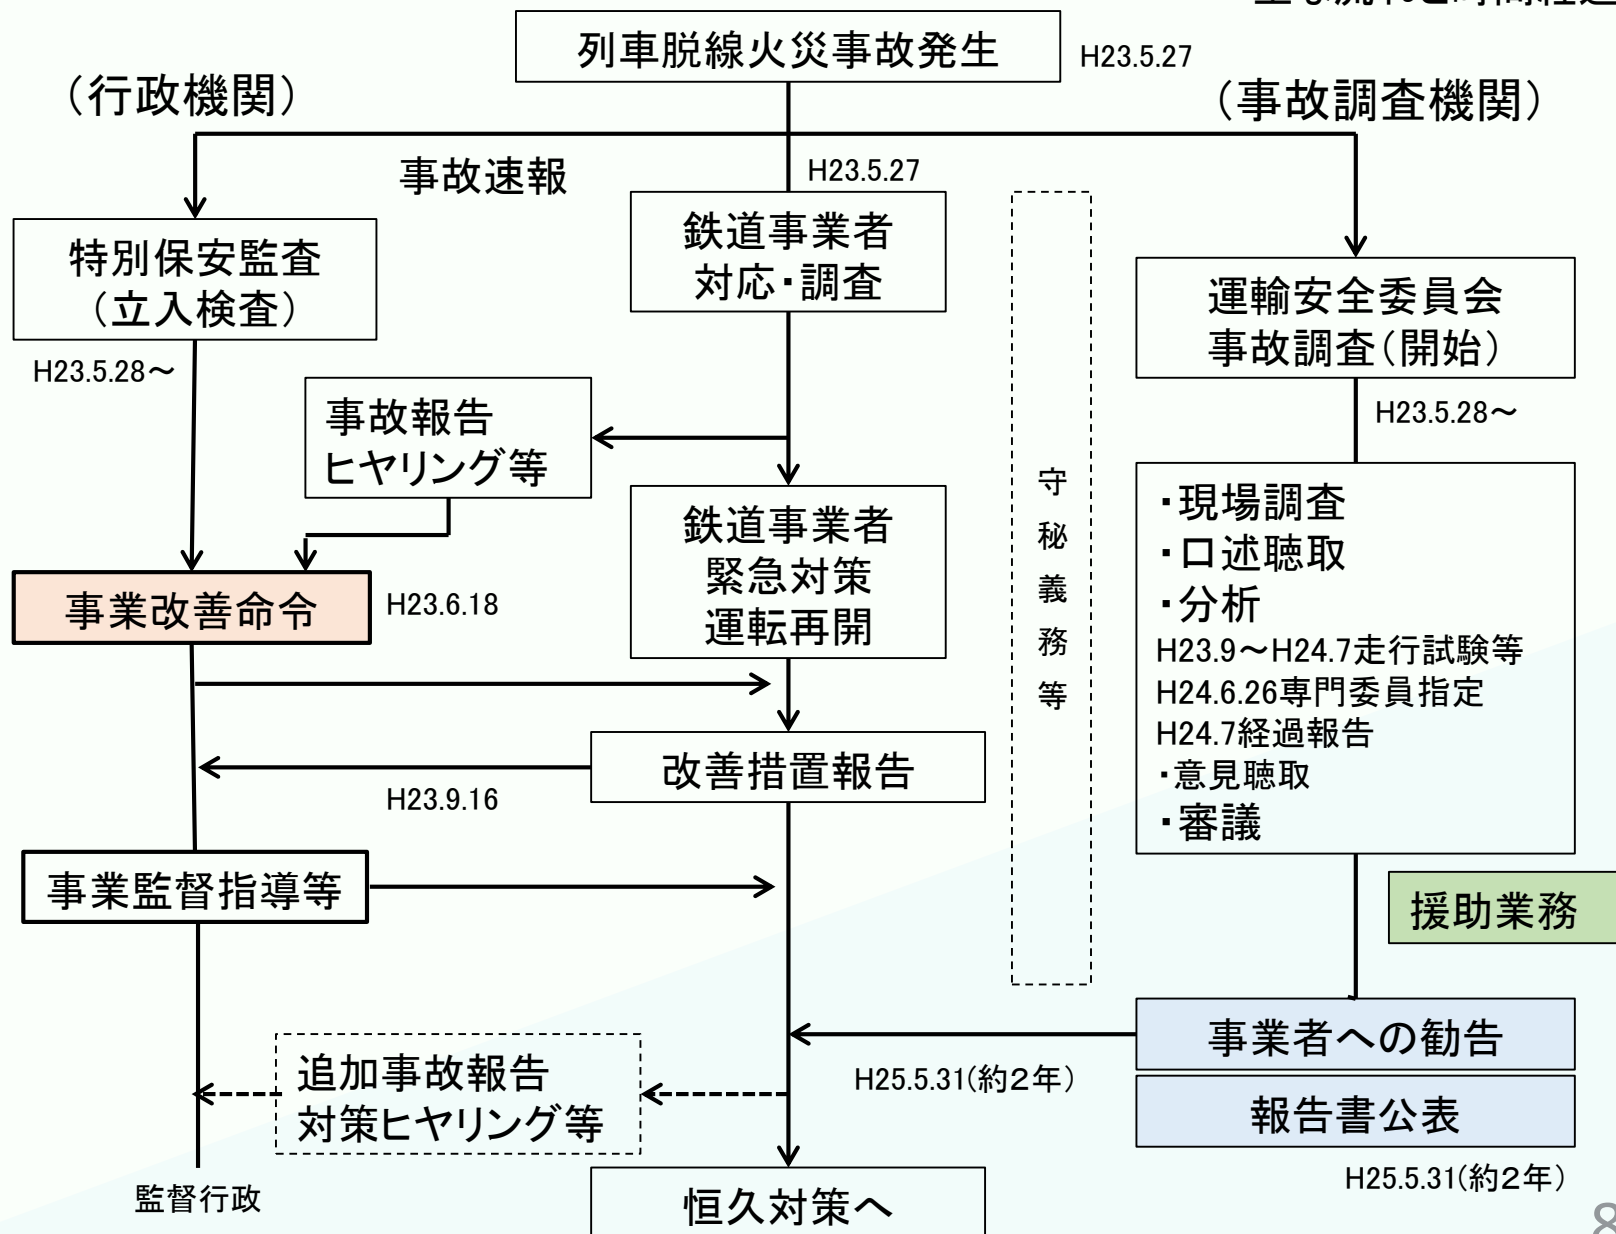 列車脱線火災事故発生
H23.5.27
（行政機関）
（事故調査機関）
事故速報
H23.5.27
特別保安監査
（立入検査）
H23.5.28～
鉄道事業者
対応・調査
運輸安全委員会
事故調査（開始）
H23.5.28～
事故報告
ヒヤリング等
鉄道事業者
緊急対策
運転再開
守秘義務等
・現場調査
・口述聴取
・分析
H23.9～H24.7走行試験等
H24.6.26専門委員指定
H24.7経過報告
・意見聴取
・審議
事業改善命令
H23.6.18
改善措置報告
H23.9.16
事業監督指導等
援助業務
事業者への勧告
H25.5.31(約２年）
報告書公表
H25.5.31(約２年）
追加事故報告
対策ヒヤリング等
監督行政
恒久対策へ